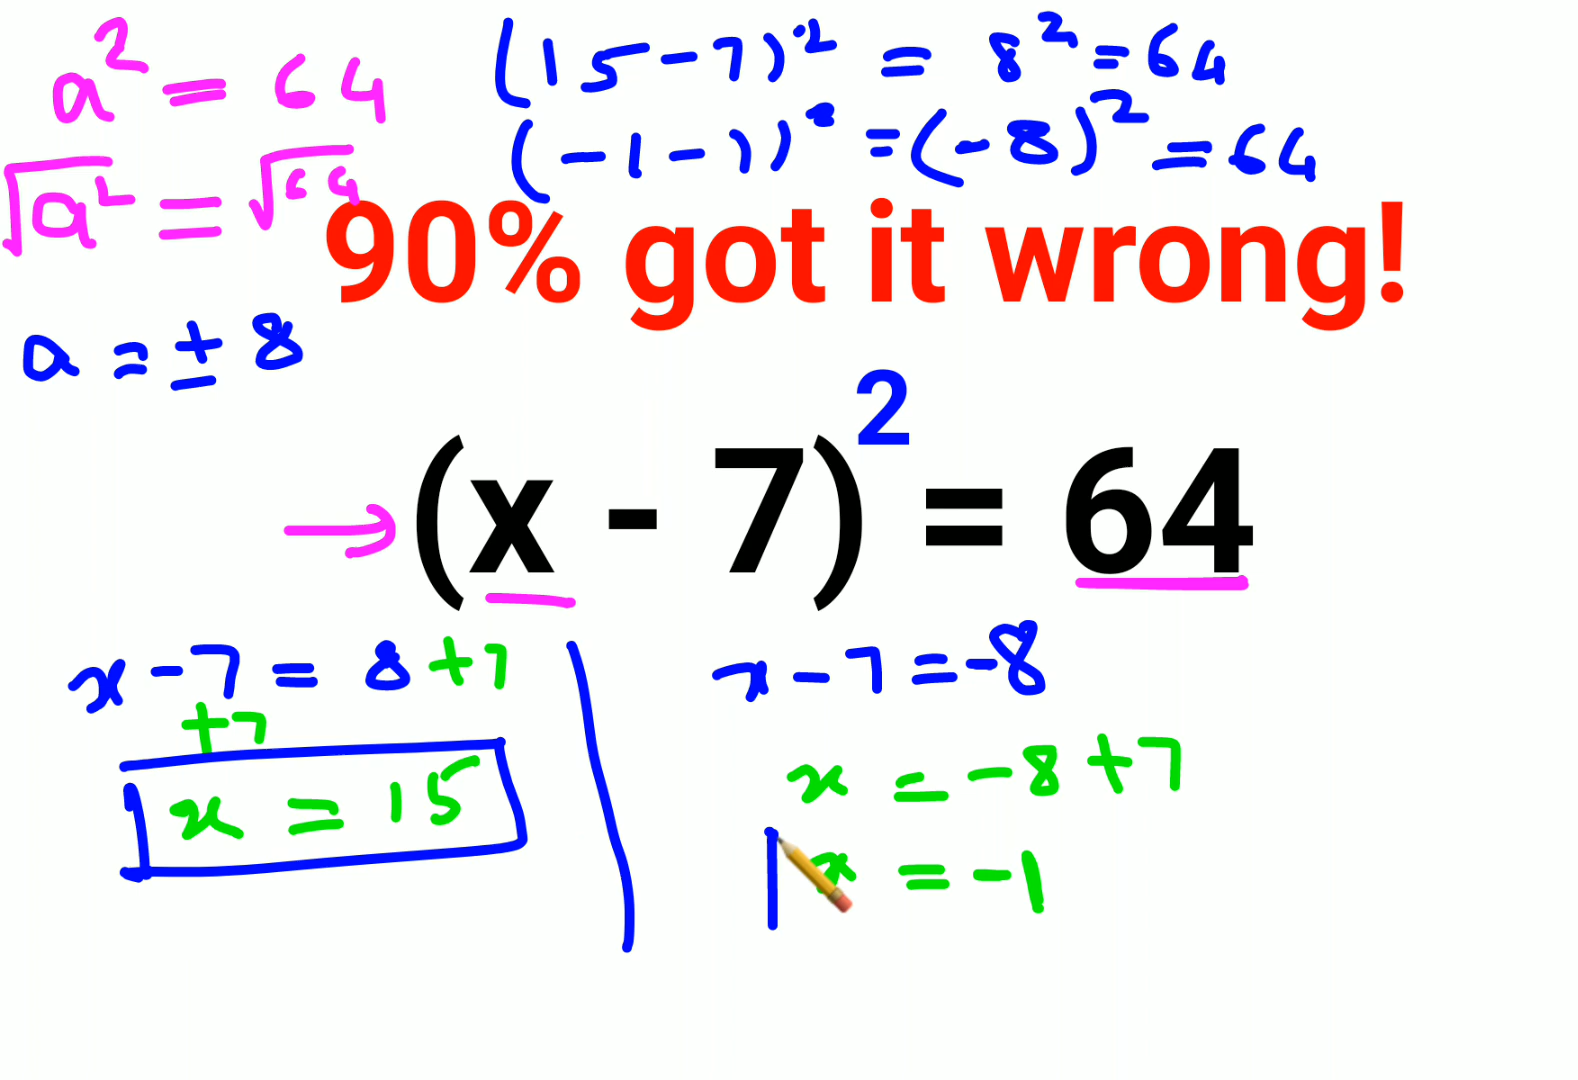 a² = 64
√a² = √64
a = ± 8
(15-7)² = 8² = 64
(-1-7)² = (-8)² = 64
90% got it wrong!
(x - 7)² = 64
x - 7 = 8 + 7
+7
x = 15
x - 7 = -8
x = -8 + 7
x = -1